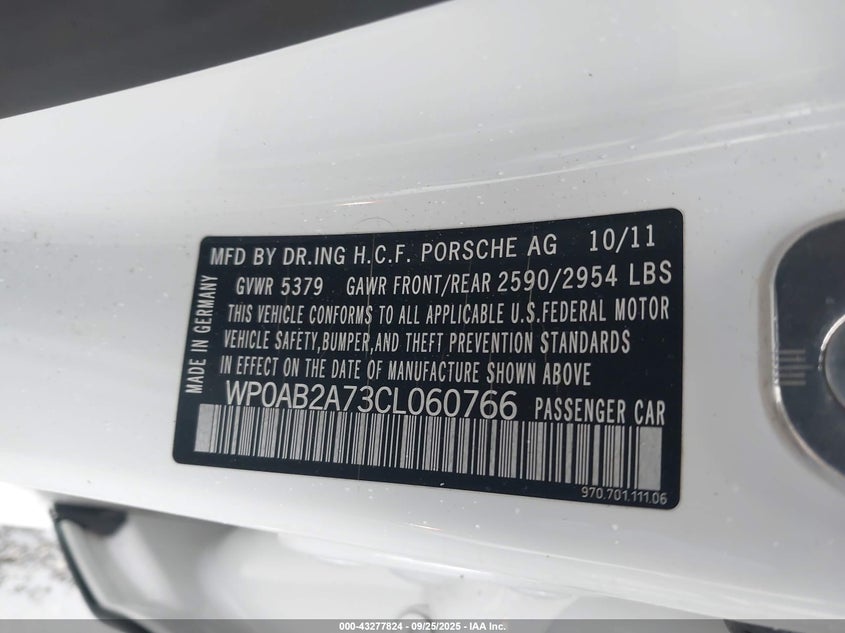 MFD BY DR.ING H.C.F. PORSCHE AG 10/11
MADE IN GERMANY
GVWR 5379 GAWR FRONT/REAR 2590/2954 LBS
THIS VEHICLE CONFORMS TO ALL APPLICABLE U.S.FEDERAL MOTOR
VEHICLE SAFETY,BUMPER,AND THEFT PREVENTION STANDARDS
IN EFFECT ON THE DATE OF MANUFACTURE SHOWN ABOVE
WP0AB2A73CL060766 PASSENGER CAR
970.701.111.06
000-43277824 - 09/25/2025 - IAA Inc.